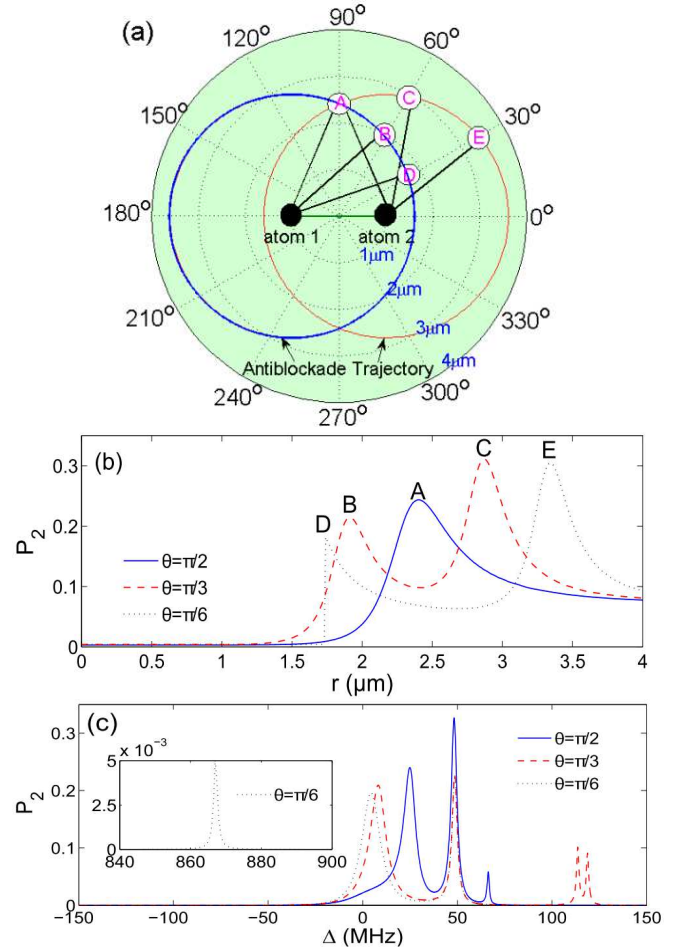 (a)
90°
120°
60°
150°
30°
A
C
B
E
D
180°
0°
atom 1
atom 2
1μm
2μm
3μm
4μm
210°
330°
Antiblockade Trajectory
240°
300°
270°
(b)
0.3
0.2
0.1
0
P2
D
B
A
C
E
θ=π/2
θ=π/3
θ=π/6
0 0.5 1 1.5 2 2.5 3 3.5 4
r (μm)
(c)
0.3
0.2
0.1
0
P2
5 x 10⁻³
0
θ=π/6
840 860 880 900
θ=π/2
θ=π/3
θ=π/6
−150 −100 −50 0 50 100 150
Δ (MHz)